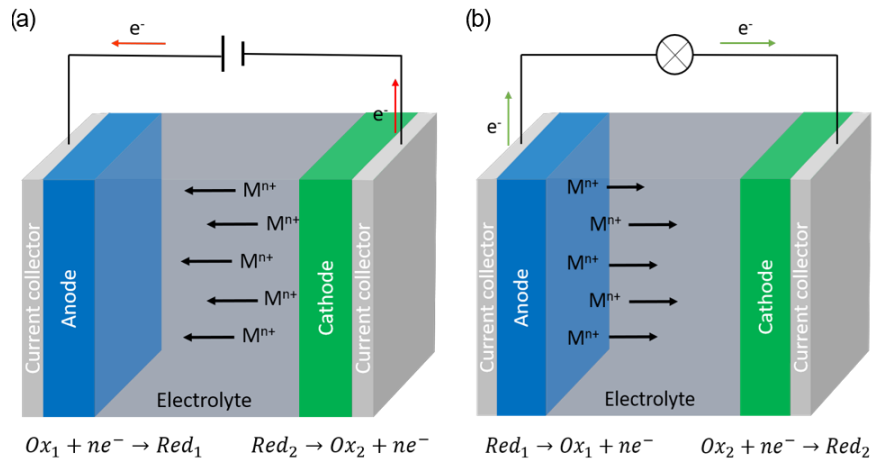 (a)
e-
e-
Mn+
Mn+
Mn+
Mn+
Mn+
Current collector
Anode
Cathode
Current collector
Electrolyte
Ox₁ + ne⁻ → Red₁
Red₂ → Ox₂ + ne⁻
(b)
e-
e-
Mn+
Mn+
Mn+
Mn+
Mn+
Current collector
Anode
Cathode
Current collector
Electrolyte
Red₁ → Ox₁ + ne⁻
Ox₂ + ne⁻ → Red₂